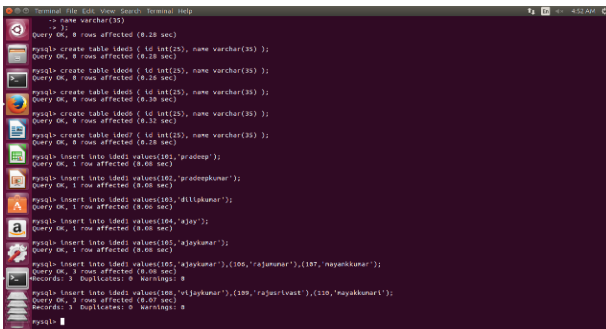 Terminal File Edit View Search Terminal Help
En
4:52 AM
-> name varchar(35)
-> );
Query OK, 0 rows affected (0.28 sec)
mysql> create table ided3 ( id int(25), name varchar(35) );
Query OK, 0 rows affected (0.28 sec)
mysql> create table ided4 ( id int(25), name varchar(35) );
Query OK, 0 rows affected (0.26 sec)
mysql> create table ided5 ( id int(25), name varchar(35) );
Query OK, 0 rows affected (0.30 sec)
mysql> create table ided6 ( id int(25), name varchar(35) );
Query OK, 0 rows affected (0.32 sec)
mysql> create table ided7 ( id int(25), name varchar(35) );
Query OK, 0 rows affected (0.28 sec)
mysql> insert into ided1 values(101,'pradeep');
Query OK, 1 row affected (0.08 sec)
mysql> insert into ided1 values(102,'pradeepkumar');
Query OK, 1 row affected (0.08 sec)
mysql> insert into ided1 values(103,'dilipkumar');
Query OK, 1 row affected (0.06 sec)
mysql> insert into ided1 values(104,'ajay');
Query OK, 1 row affected (0.08 sec)
mysql> insert into ided1 values(105,'ajaykumar');
Query OK, 1 row affected (0.08 sec)
mysql> insert into ided1 values(105,'ajaykumar'),(106,'rajumumar'),(107,'mayankkumar');
Query OK, 3 rows affected (0.08 sec)
Records: 3 Duplicates: 0 Warnings: 0
mysql> insert into ided1 values(108,'vijaykumar'),(109,'rajusrivast'),(110,'mayakkumari');
Query OK, 3 rows affected (0.07 sec)
Records: 3 Duplicates: 0 Warnings: 0
mysql>